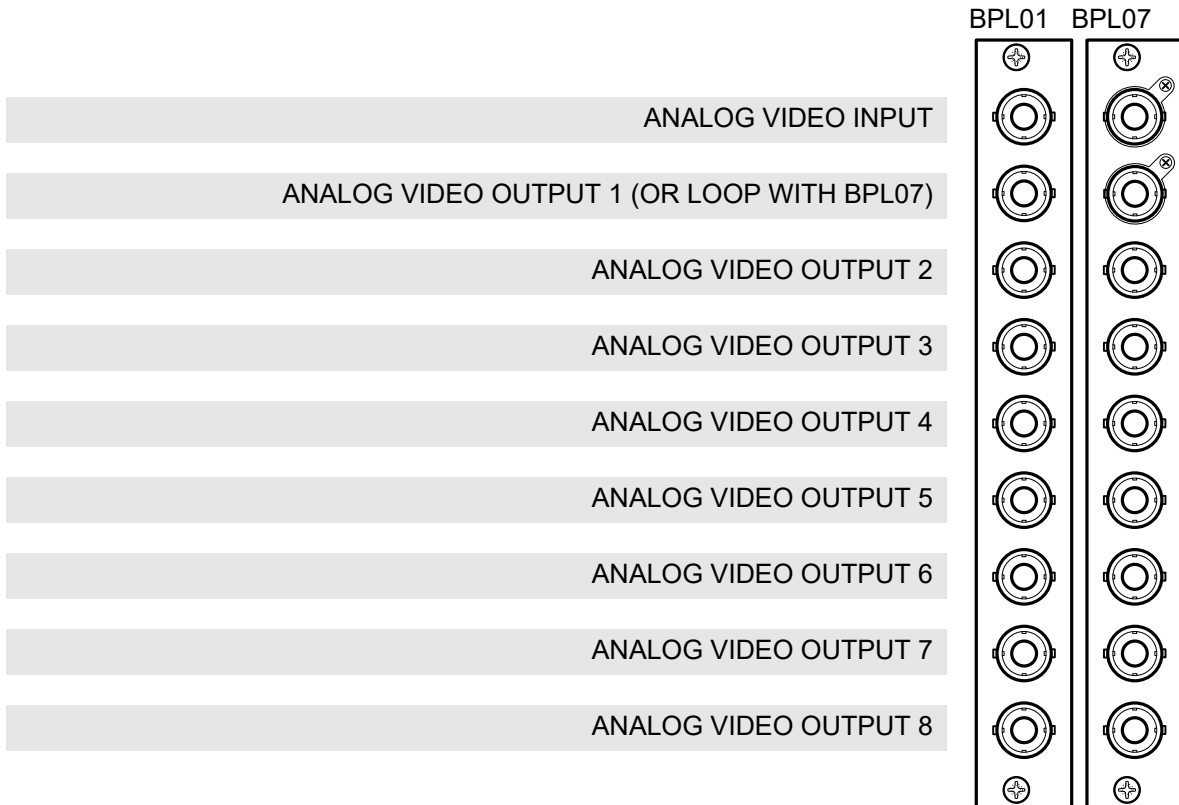 BPL01 BPL07
ANALOG VIDEO INPUT
ANALOG VIDEO OUTPUT 1 (OR LOOP WITH BPL07)
ANALOG VIDEO OUTPUT 2
ANALOG VIDEO OUTPUT 3
ANALOG VIDEO OUTPUT 4
ANALOG VIDEO OUTPUT 5
ANALOG VIDEO OUTPUT 6
ANALOG VIDEO OUTPUT 7
ANALOG VIDEO OUTPUT 8